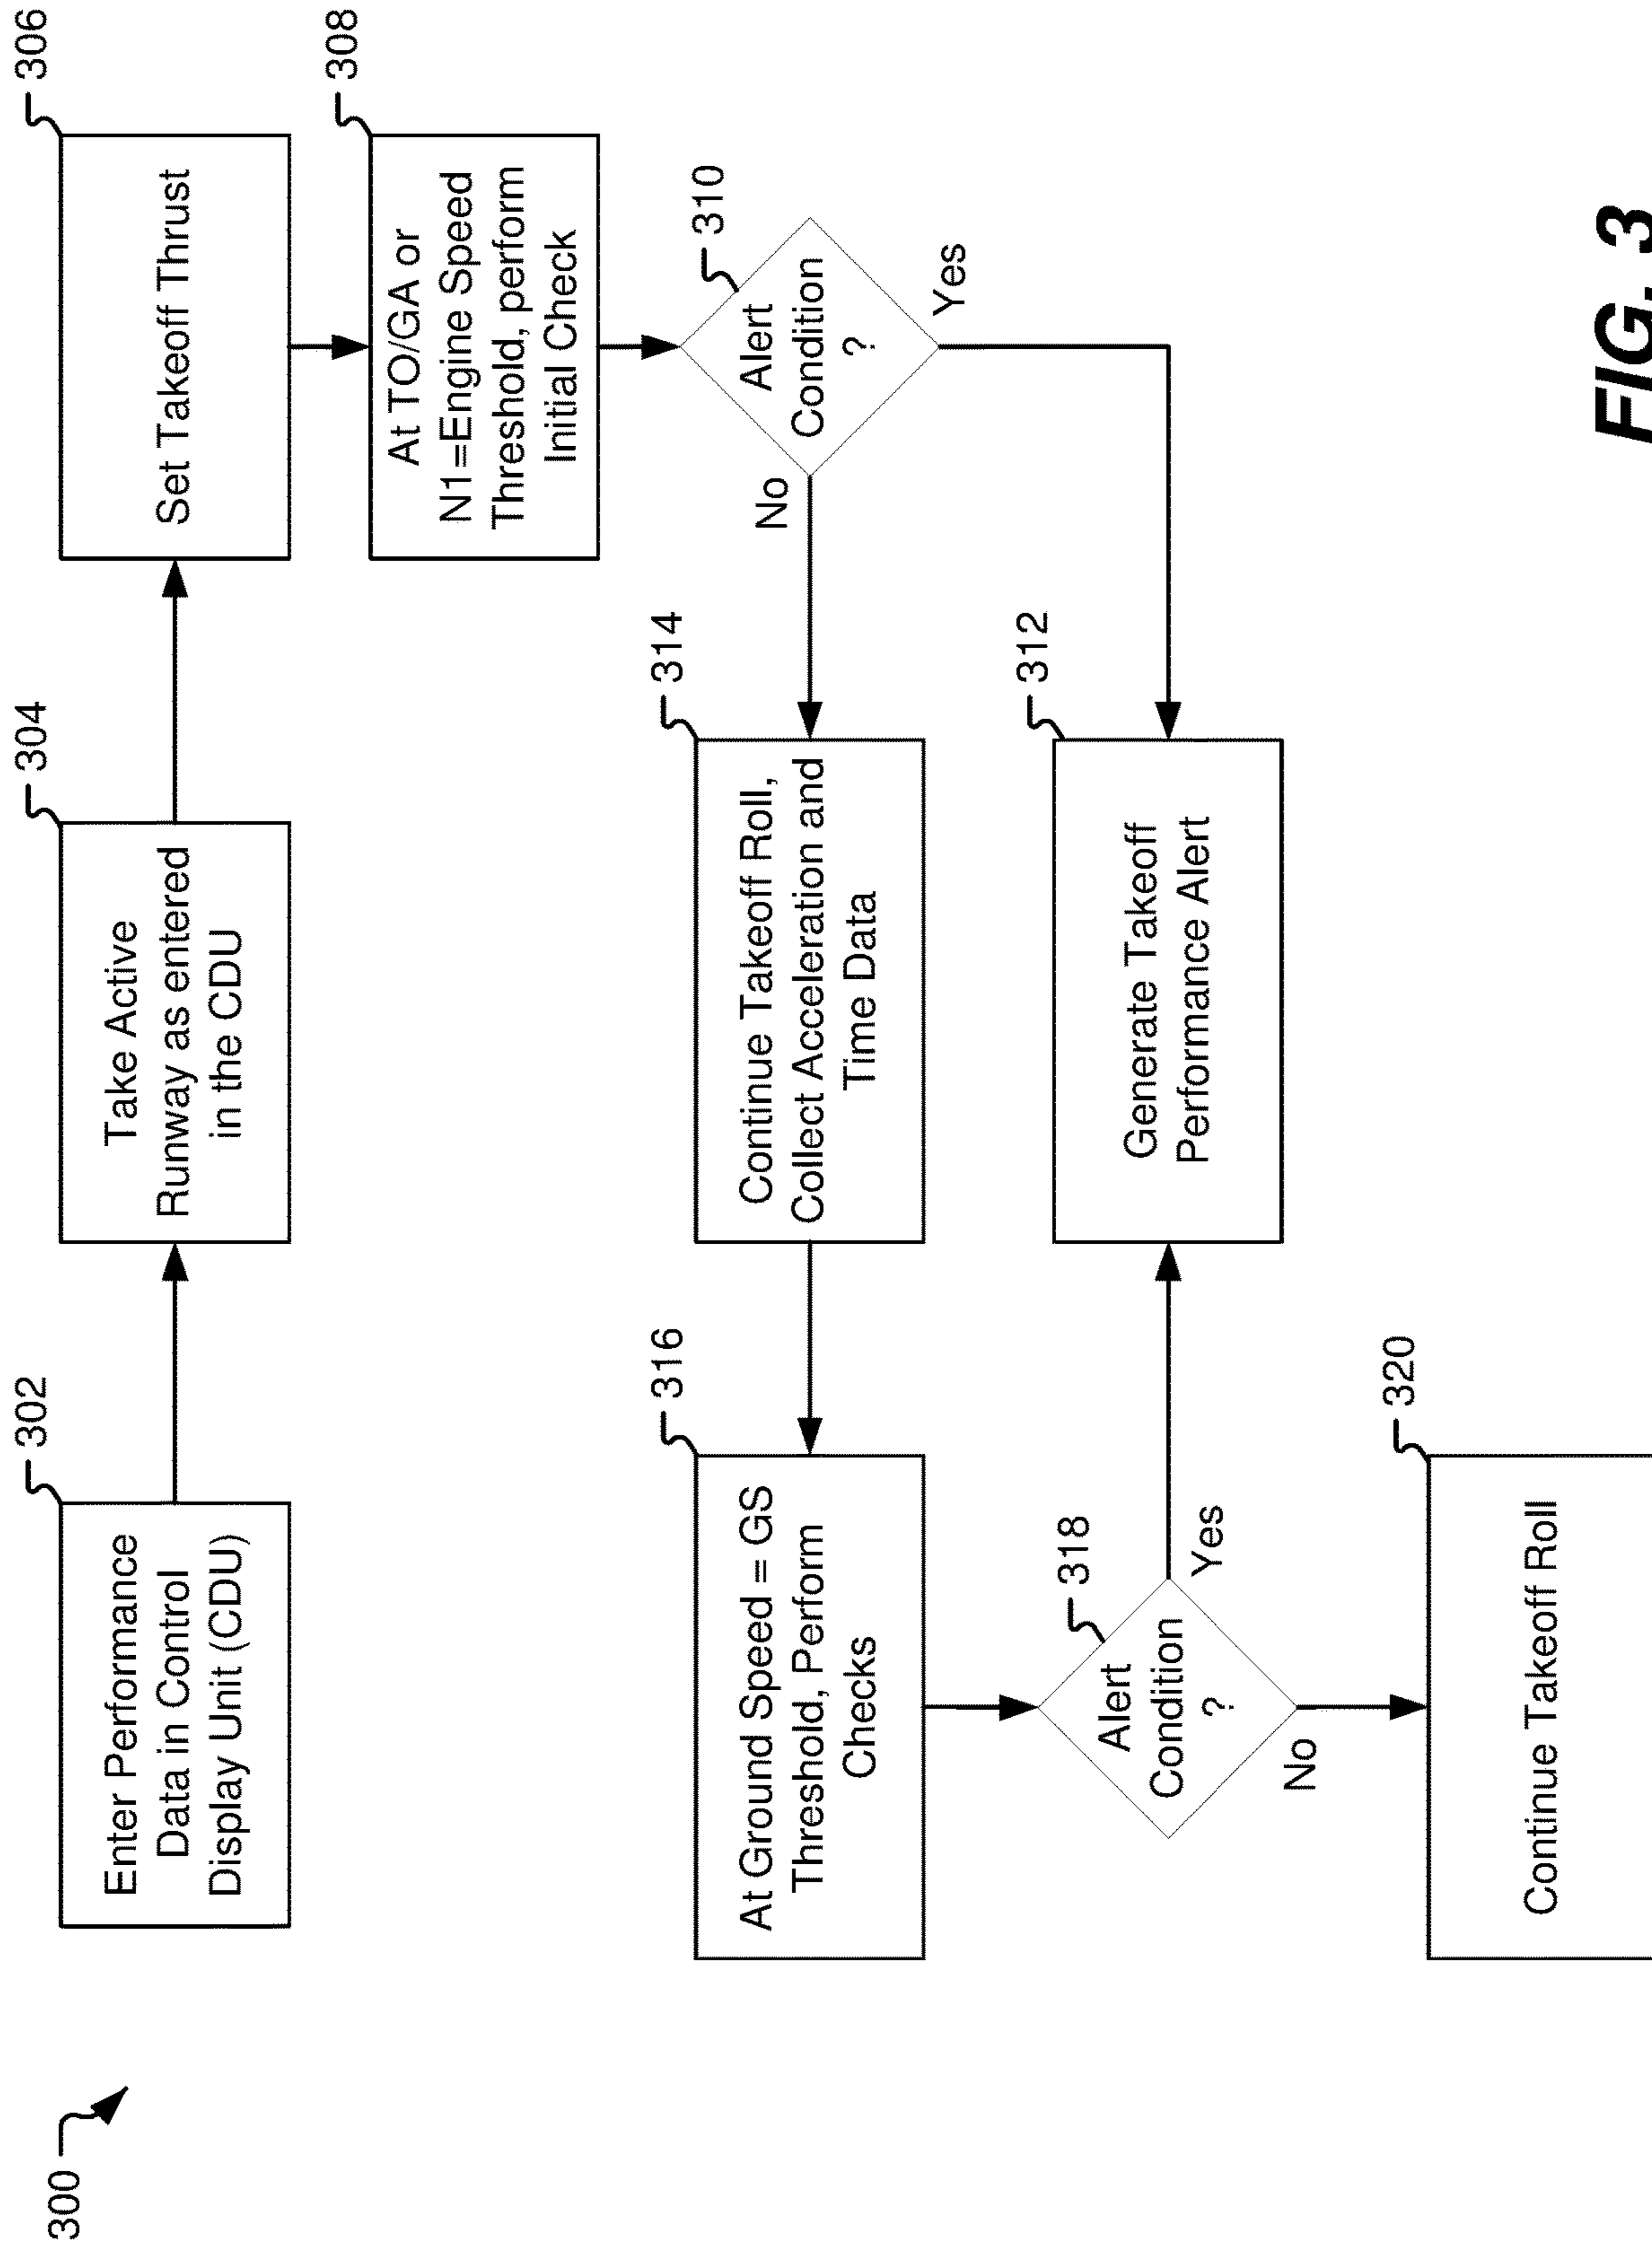 300
302
Enter Performance
Data in Control
Display Unit (CDU)
304
Take Active
Runway as entered
in the CDU
306
Set Takeoff Thrust
308
At TO/GA or
N1=Engine Speed
Threshold, perform
Initial Check
310
Alert
Condition
?
No
Yes
314
Continue Takeoff Roll,
Collect Acceleration and
Time Data
312
Generate Takeoff
Performance Alert
316
At Ground Speed = GS
Threshold, Perform
Checks
318
Alert
Condition
?
Yes
No
320
Continue Takeoff Roll
FIG. 3